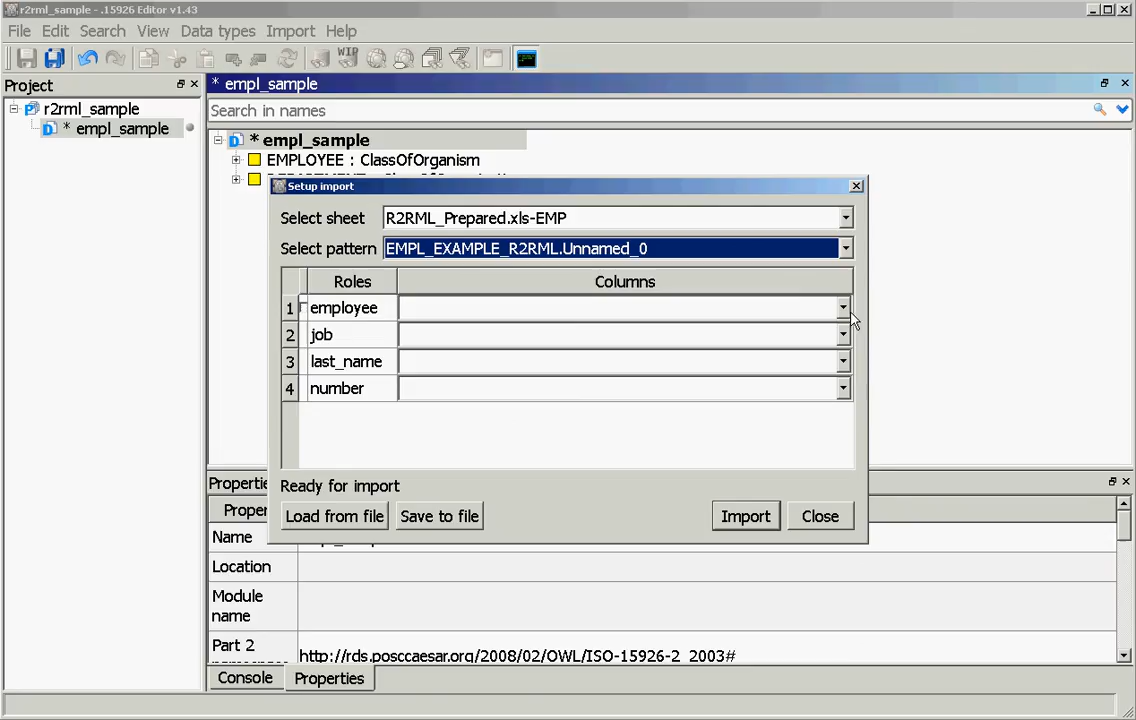 r2rml_sample - .15926 Editor v1.43
File Edit Search View Data types Import Help
WIP
Project
* empl_sample
r2rml_sample
* empl_sample
Search in names
* empl_sample
EMPLOYEE : ClassOfOrganism
Setup import
Select sheet R2RML_Prepared.xls-EMP
Select pattern EMPL_EXAMPLE_R2RML.Unnamed_0
Roles Columns
1 employee
2 job
3 last_name
4 number
Ready for import
Load from file Save to file Import Close
Name
Location
Module
name
Part 2
http://rds.posccaesar.org/2008/02/OWL/ISO-15926-2_2003#
Console Properties